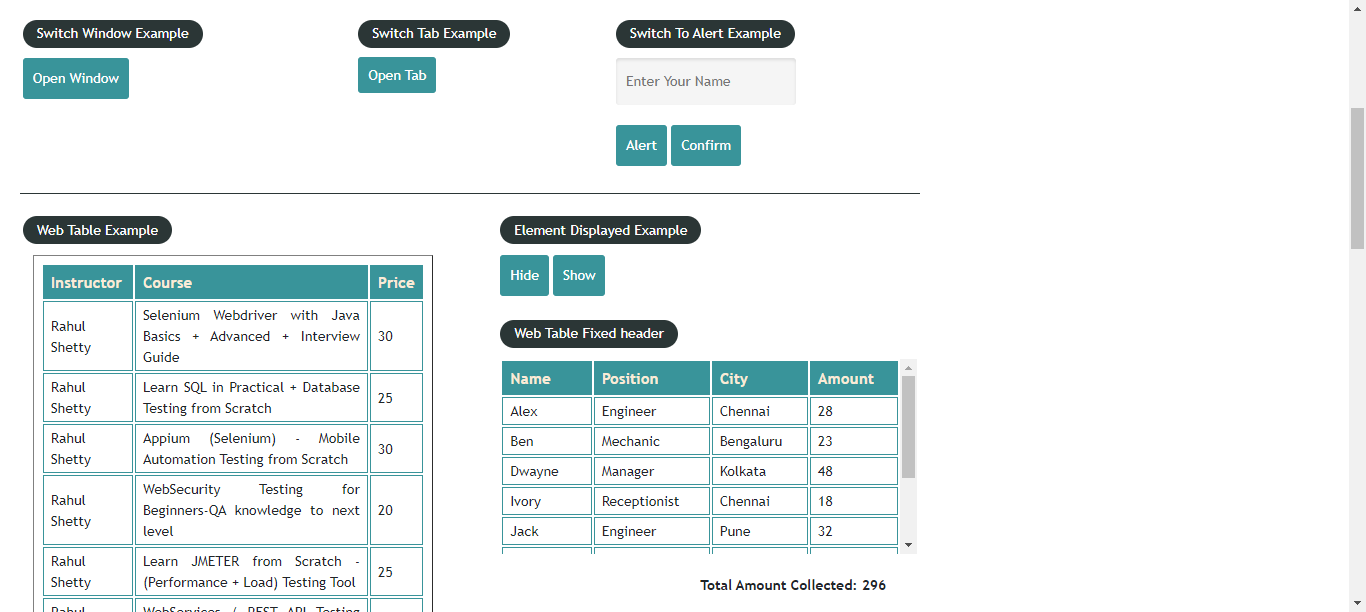 Switch Window Example
Switch Tab Example
Switch To Alert Example
Open Window
Open Tab
Enter Your Name
Alert Confirm
Web Table Example
Instructor Course Price
Rahul Shetty
Selenium Webdriver with Java
Basics + Advanced + Interview
Guide
30
Rahul Shetty
Learn SQL in Practical + Database
Testing from Scratch
25
Rahul Shetty
Appium (Selenium) - Mobile
Automation Testing from Scratch
30
Rahul Shetty
WebSecurity Testing for
Beginners-QA knowledge to next
level
20
Rahul Shetty
Learn JMETER from Scratch -
(Performance + Load) Testing Tool
25
Rahul
WebServices / REST API Testing
Element Displayed Example
Hide Show
Web Table Fixed header
Name Position City Amount
Alex Engineer Chennai 28
Ben Mechanic Bengaluru 23
Dwayne Manager Kolkata 48
Ivory Receptionist Chennai 18
Jack Engineer Pune 32
Total Amount Collected: 296